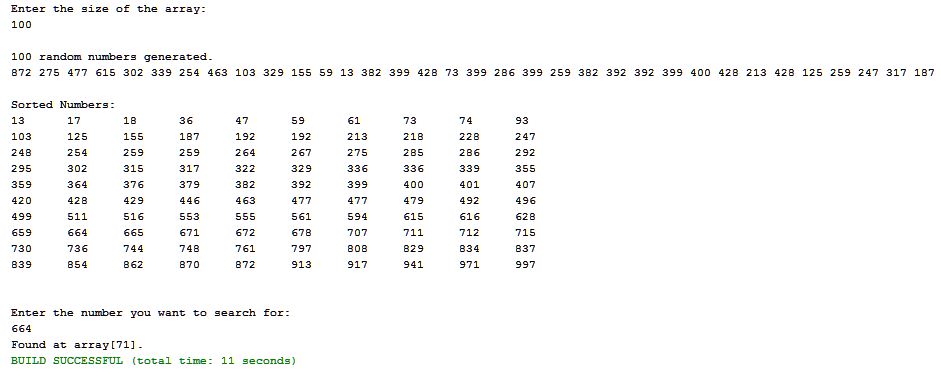 Enter the size of the array:
100
100 random numbers generated.
872 275 477 615 302 339 254 463 103 329 155 59 13 382 399 428 73 399 286 399 259 382 392 392 399 400 428 213 428 125 259 247 317 187
Sorted Numbers:
13 17 18 36 47 59 61 73 74 93
103 125 155 187 192 192 213 218 228 247
248 254 259 259 264 267 275 285 286 292
295 302 315 317 322 329 336 336 339 355
359 364 376 379 382 392 399 400 401 407
420 428 429 446 463 477 477 479 492 496
499 511 516 553 555 561 594 615 616 628
659 664 665 671 672 678 707 711 712 715
730 736 744 748 761 797 808 829 834 837
839 854 862 870 872 913 917 941 971 997
Enter the number you want to search for:
664
Found at array[71].
BUILD SUCCESSFUL (total time: 11 seconds)